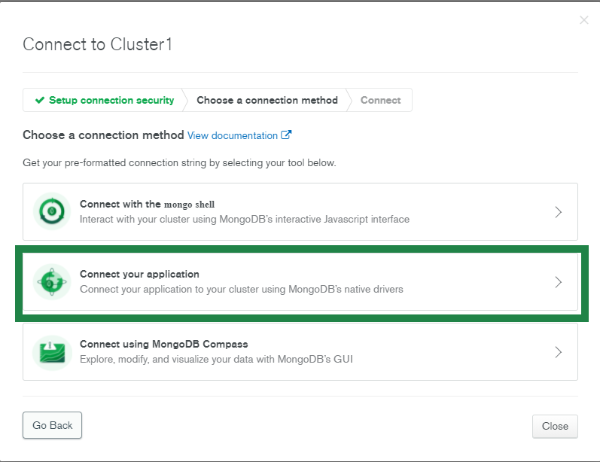 Connect to Cluster1
Setup connection security
Choose a connection method
Connect
Choose a connection method View documentation
Get your pre-formatted connection string by selecting your tool below.
Connect with the mongo shell
Interact with your cluster using MongoDB's interactive Javascript interface
Connect your application
Connect your application to your cluster using MongoDB's native drivers
Connect using MongoDB Compass
Explore, modify, and visualize your data with MongoDB's GUI
Go Back
Close